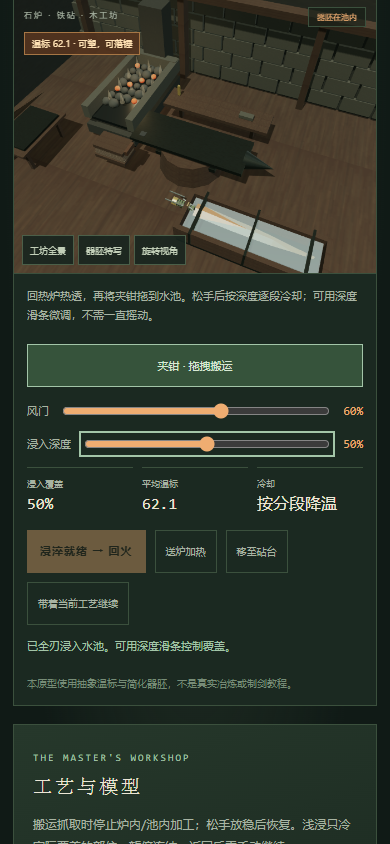 石炉 · 铁砧 · 木工坊
器胚在池内
温标 62.1 · 可塑，可落锤
工坊全景
器胚特写
旋转视角
回热炉热透，再将夹钳拖到水池。松手后按深度逐段冷却；可用深度
滑条微调，不需一直摇动。
夹钳 · 拖拽搬运
风门 60%
浸入深度 50%
浸入覆盖 平均温标 冷却
50% 62.1 按分段降温
浸淬就绪 → 回火
送炉加热
移至砧台
带着当前工艺继续
已全刃浸入水池。可用深度滑条控制覆盖。
本原型使用抽象温标与简化器胚，不是真实冶炼或制剑教程。
THE MASTER'S WORKSHOP
工艺与模型
搬运抓取时停止炉内/池内加工；松手放稳后恢复。浅浸只冷